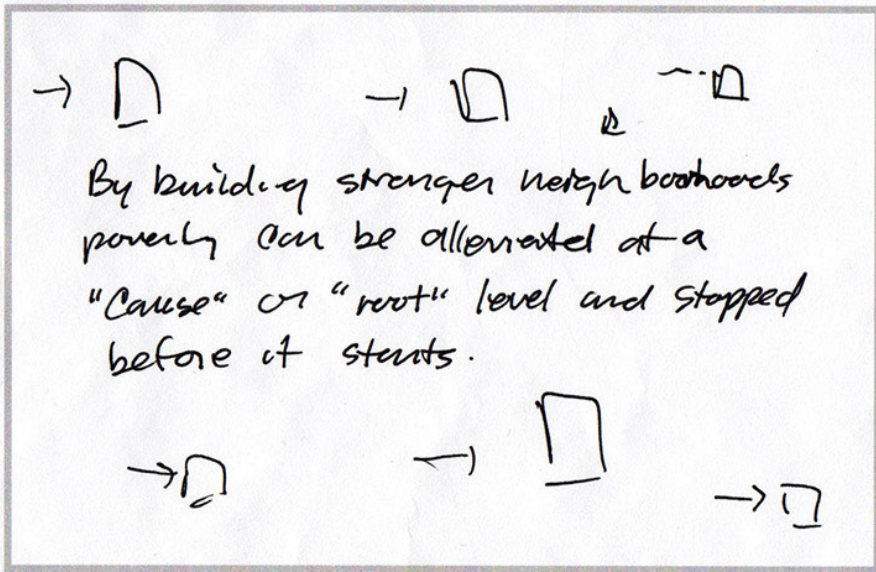 By building stronger neighborhoods
poverty can be alleviated at a
"Cause" or "root" level and stopped
before it starts.